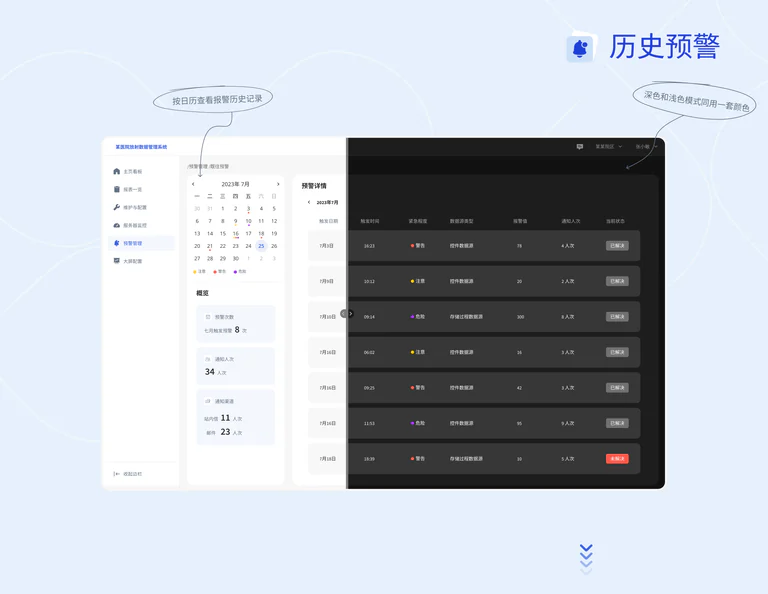 历史预警
按日历查看报警历史记录
深色和浅色模式同用一套颜色
某医院放射数据管理系统
某某院区
张小敏
主页看板
报表一览
维护与配置
服务器监控
预警管理
大屏配置
收起边栏
/预警管理 /既往预警
2023年 7月
一 二 三 四 五 六 日
30 31 1 2 3 4 5
6 7 8 9 10 11 12
13 14 15 16 17 18 19
20 21 22 23 24 25 26
27 28 29 30 1 2 3
注意 警告 危险
概览
预警次数
七月触发预警 8 次
通知人次
34 人次
通知渠道
站内信 11 人次
邮件 23 人次
预警详情
2023年7月
触发日期 触发时间 紧急程度 数据源类型 预警值 通知人次 当前状态
7月3日 16:23 警告 控件数据源 78 4 人次 已解决
7月9日 23:12 注意 控件数据源 20 2 人次 已解决
7月10日 09:14 危险 存储过程数据源 300 8 人次 已解决
7月16日 06:02 注意 控件数据源 16 3 人次 已解决
7月16日 09:25 警告 控件数据源 42 3 人次 已解决
7月16日 11:53 危险 控件数据源 95 9 人次 已解决
7月18日 18:39 警告 存储过程数据源 10 5 人次 未解决